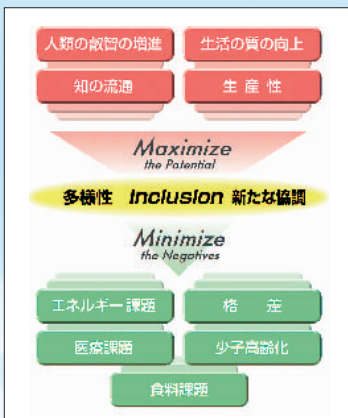 人類の叡智の増進 生活の質の向上
知の流通 生産性
Maximize
the Potential
多様性 Inclusion 新たな協調
Minimize
the Negatives
エネルギー課題 格差
医療課題 少子高齢化
食料課題